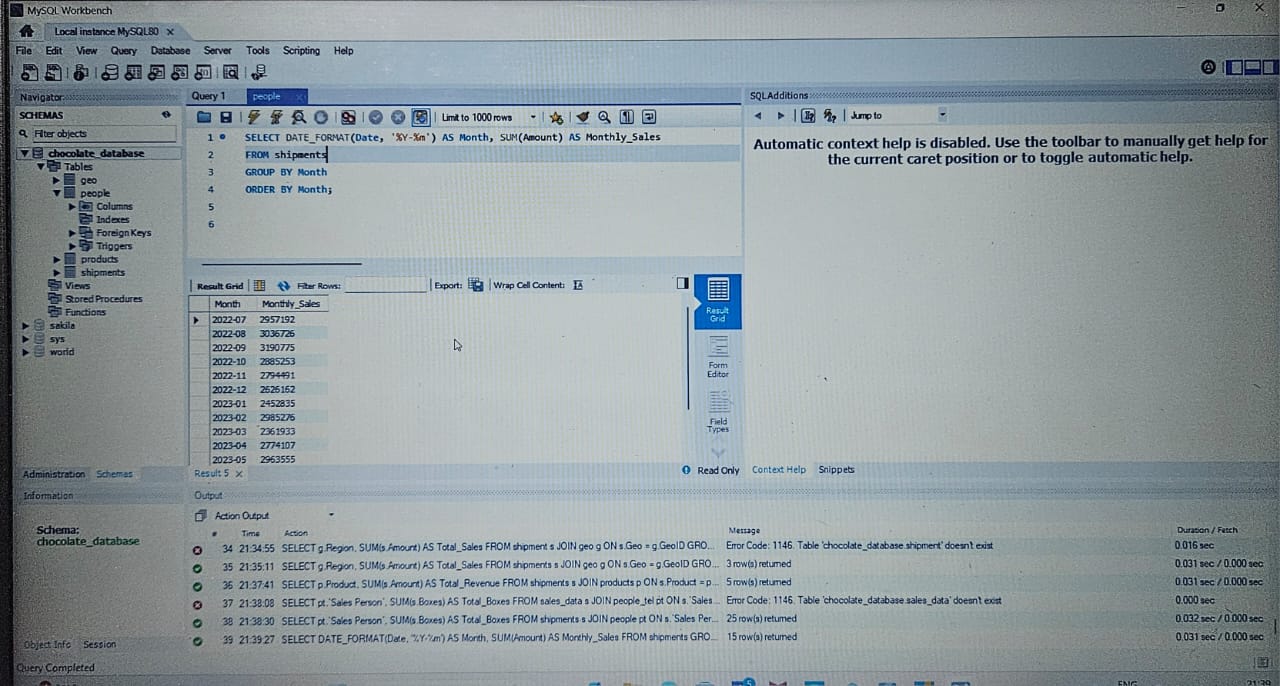 MySQL Workbench
Local instance MySQL80 ×
File Edit View Query Database Server Tools Scripting Help
Navigator
SCHEMAS
Filter objects
chocolate_database
Tables
geo
people
Columns
Indexes
Foreign Keys
Triggers
products
shipments
Views
Stored Procedures
Functions
sakila
sys
world
Administration Schemas
Information
Schema:
chocolate_database
Object Info Session
Query Completed
Query 1 people ×
Limit to 1000 rows
1 SELECT DATE_FORMAT(Date, '%Y-%m') AS Month, SUM(Amount) AS Monthly_Sales
2 FROM shipments
3 GROUP BY Month
4 ORDER BY Month;
5
6
Result Grid Filter Rows: Export: Wrap Cell Content:
Month Monthly_Sales
2022-07 2957192
2022-08 3036726
2022-09 3190775
2022-10 2885253
2022-11 2794491
2022-12 2626162
2023-01 2452835
2023-02 2985276
2023-03 2361933
2023-04 2774107
2023-05 2963555
Result 5 ×
Result Grid
Form Editor
Field Types
Read Only
SQLAdditions
Jump to
Automatic context help is disabled. Use the toolbar to manually get help for
the current caret position or to toggle automatic help.
Context Help Snippets
Output
Action Output
# Time Action Message Duration / Fetch
34 21:34:55 SELECT g.Region, SUM(s.Amount) AS Total_Sales FROM shipment s JOIN geo g ON s.Geo = g.GeoID GRO... Error Code: 1146. Table 'chocolate_database.shipment' doesn't exist 0.016 sec
35 21:35:11 SELECT g.Region, SUM(s.Amount) AS Total_Sales FROM shipments s JOIN geo g ON s.Geo = g.GeoID GRO... 3 row(s) returned 0.031 sec / 0.000 sec
36 21:37:41 SELECT p.Product, SUM(s.Amount) AS Total_Revenue FROM shipments s JOIN products p ON s.Product = p... 5 row(s) returned 0.031 sec / 0.000 sec
37 21:38:08 SELECT pt.`Sales Person`, SUM(s.Boxes) AS Total_Boxes FROM sales_data s JOIN people_tel pt ON s.`Sales... Error Code: 1146. Table 'chocolate_database.sales_data' doesn't exist 0.000 sec
38 21:38:30 SELECT pt.`Sales Person`, SUM(s.Boxes) AS Total_Boxes FROM shipments s JOIN people pt ON s.`Sales Per... 25 row(s) returned 0.032 sec / 0.000 sec
39 21:39:27 SELECT DATE_FORMAT(Date, '%Y-%m') AS Month, SUM(Amount) AS Monthly_Sales FROM shipments GRO... 15 row(s) returned 0.031 sec / 0.000 sec
ENG 21:39